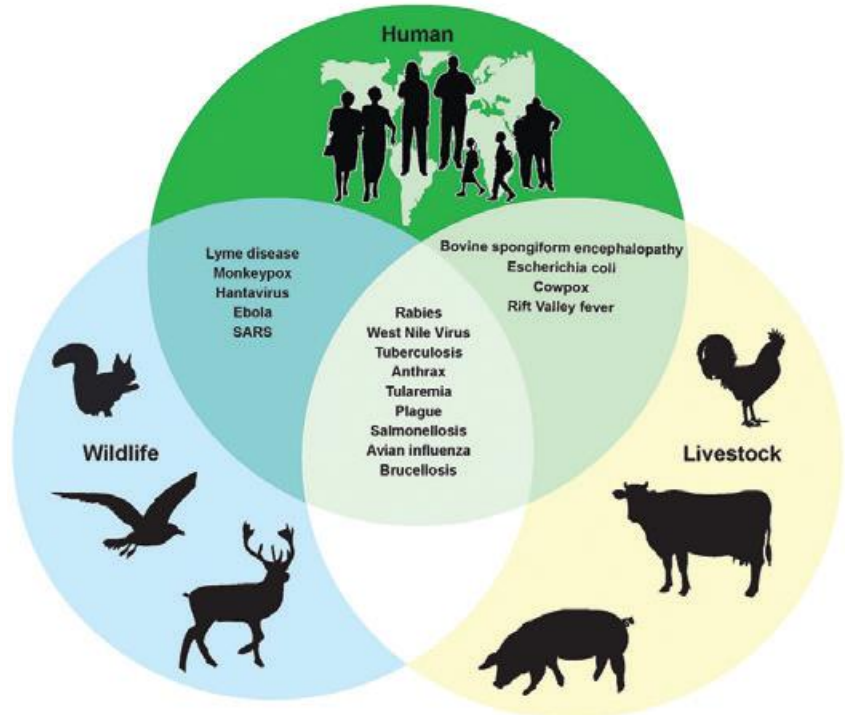 Human
Lyme disease
Monkeypox
Hantavirus
Ebola
SARS
Bovine spongiform encephalopathy
Escherichia coli
Cowpox
Rift Valley fever
Rabies
West Nile Virus
Tuberculosis
Anthrax
Tularemia
Plague
Salmonellosis
Avian influenza
Brucellosis
Wildlife
Livestock